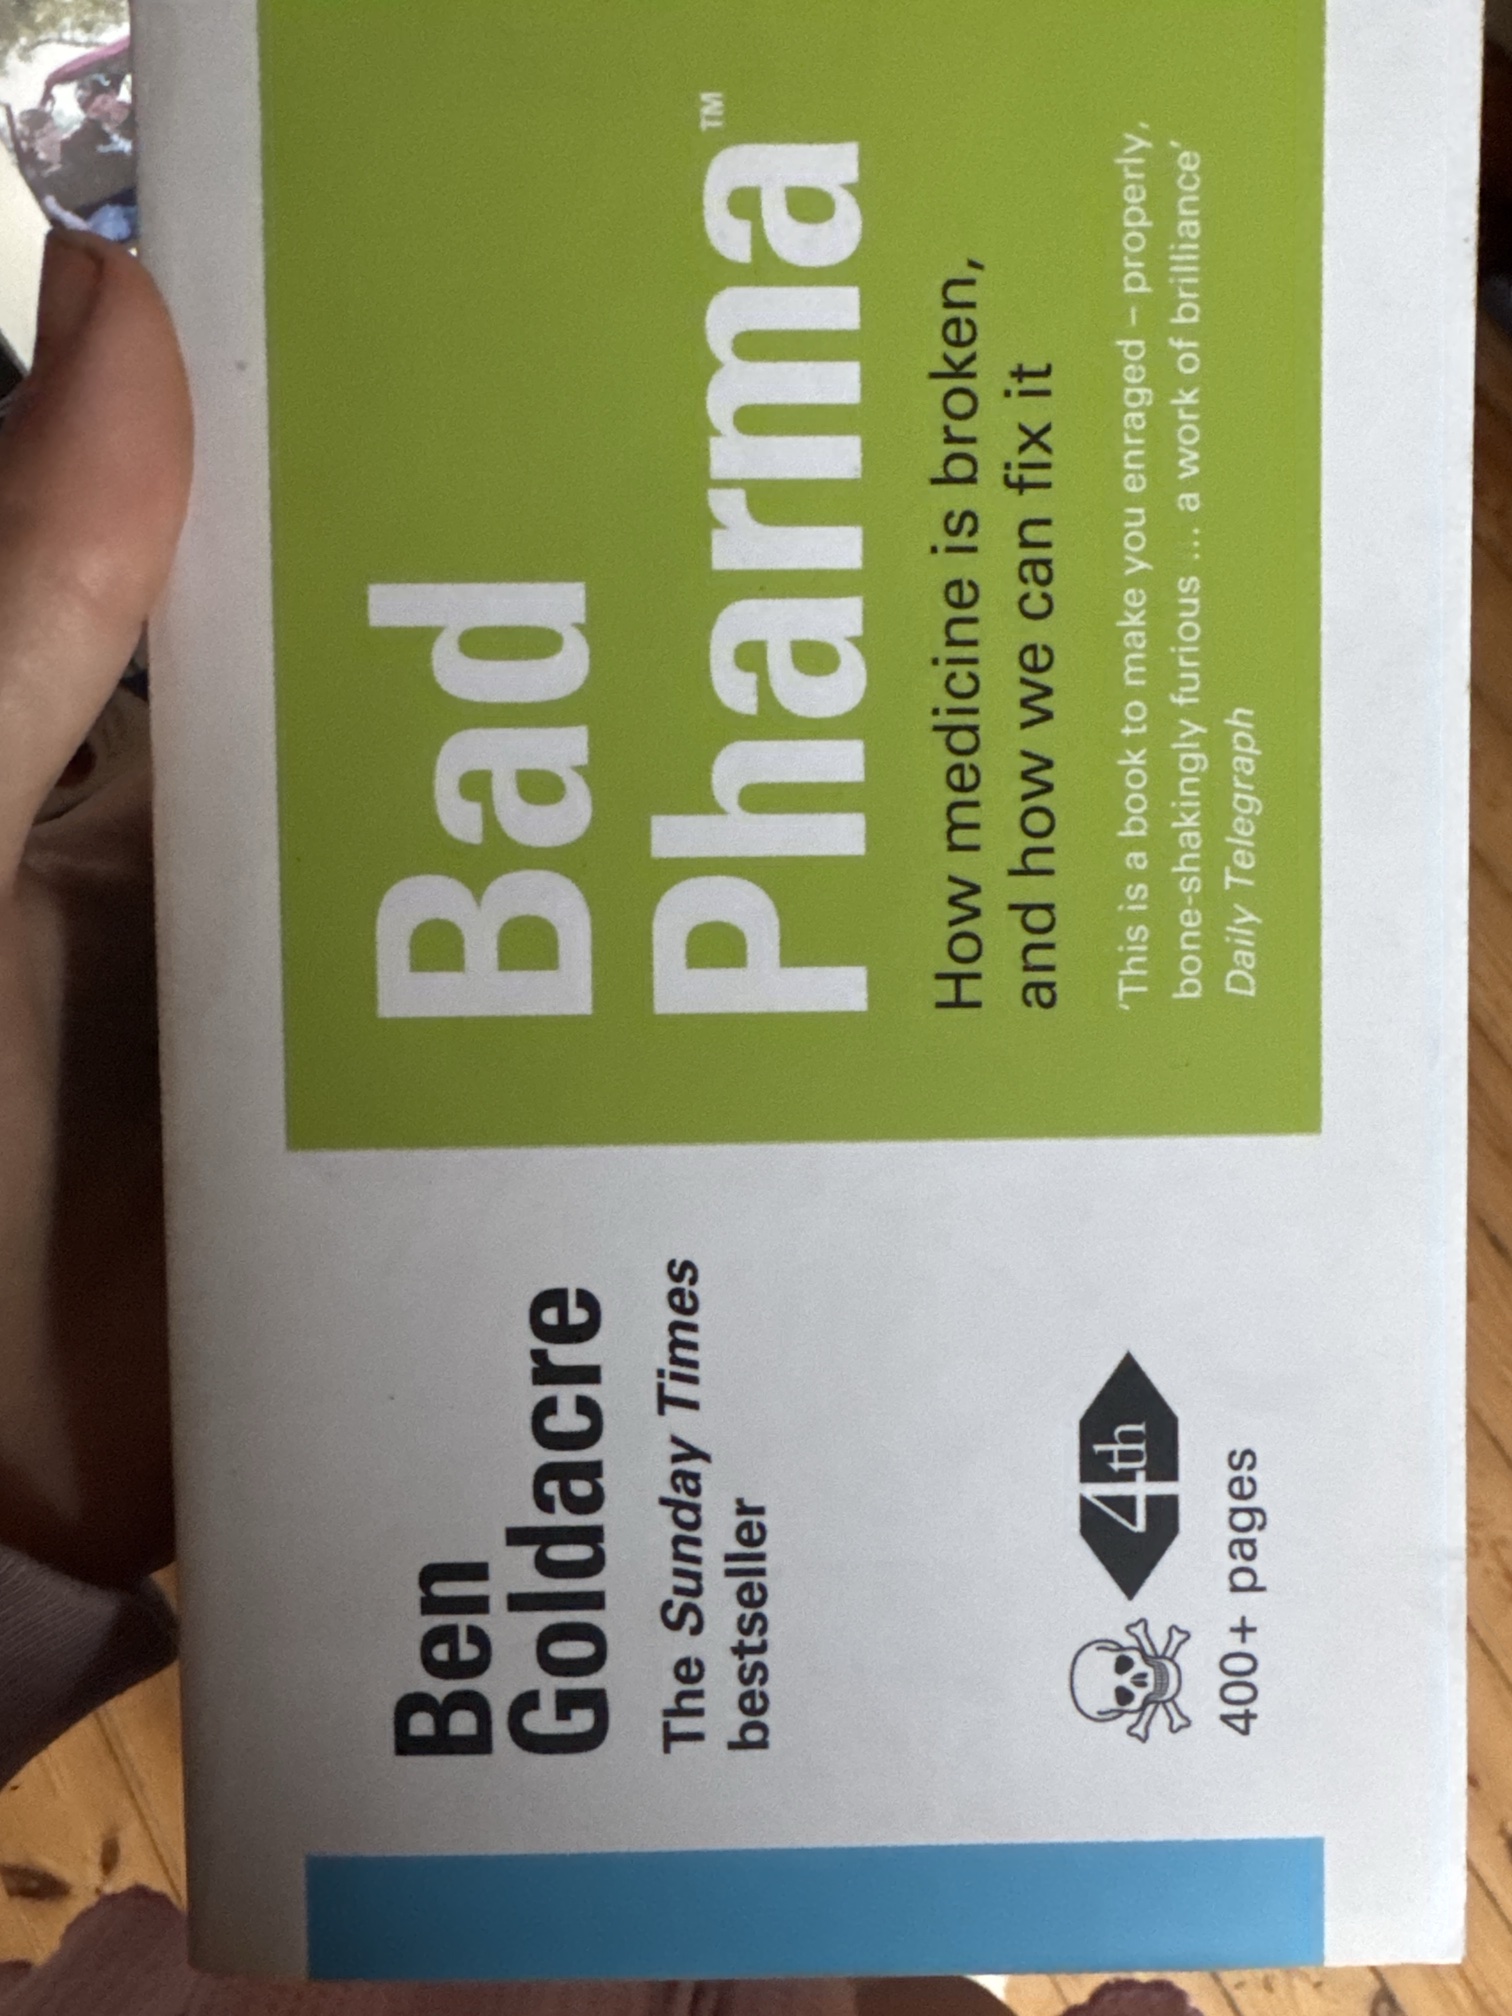 Bad
Pharma™
How medicine is broken,
and how we can fix it
‘This is a book to make you enraged – properly,
bone-shakingly furious ... a work of brilliance’
Daily Telegraph
Ben
Goldacre
The Sunday Times
bestseller
4th
400+ pages